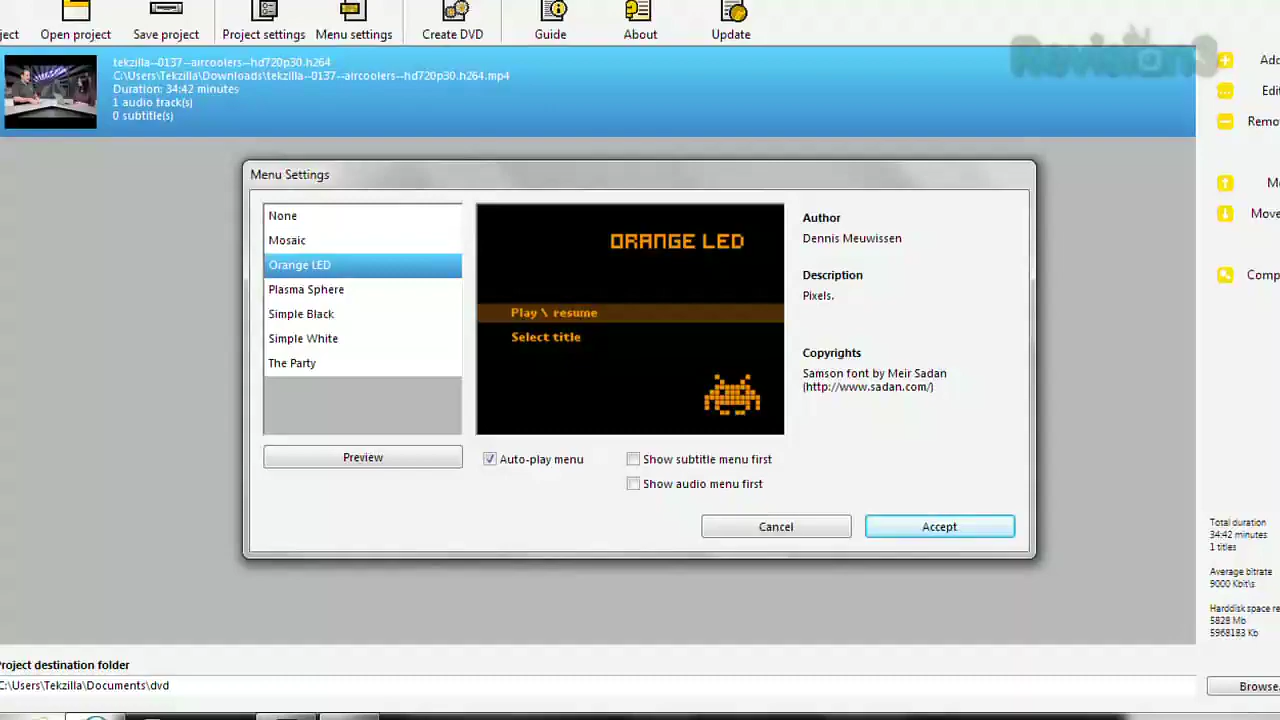 ject Open project Save project Project settings Menu settings Create DVD Guide About Update
Revision3
tekzilla--0137--aircoolers--hd720p30.h264
C:\Users\Tekzilla\Downloads\tekzilla--0137--aircoolers--hd720p30.h264.mp4
Duration: 34:42 minutes
1 audio track(s)
0 subtitle(s)
Add
Edi
Remo
Mo
Move
Comp
Menu Settings
None
Mosaic
Orange LED
Plasma Sphere
Simple Black
Simple White
The Party
Preview
ORANGE LED
Play \ resume
Select title
Author
Dennis Meuwissen
Description
Pixels.
Copyrights
Samson font by Meir Sadan
(http://www.sadan.com/)
Auto-play menu
Show subtitle menu first
Show audio menu first
Cancel
Accept
Total duration
34:42 minutes
1 titles
Average bitrate
9000 Kbit\s
Harddisk space re
5828 Mb
5968183 Kb
Project destination folder
C:\Users\Tekzilla\Documents\dvd
Browse.